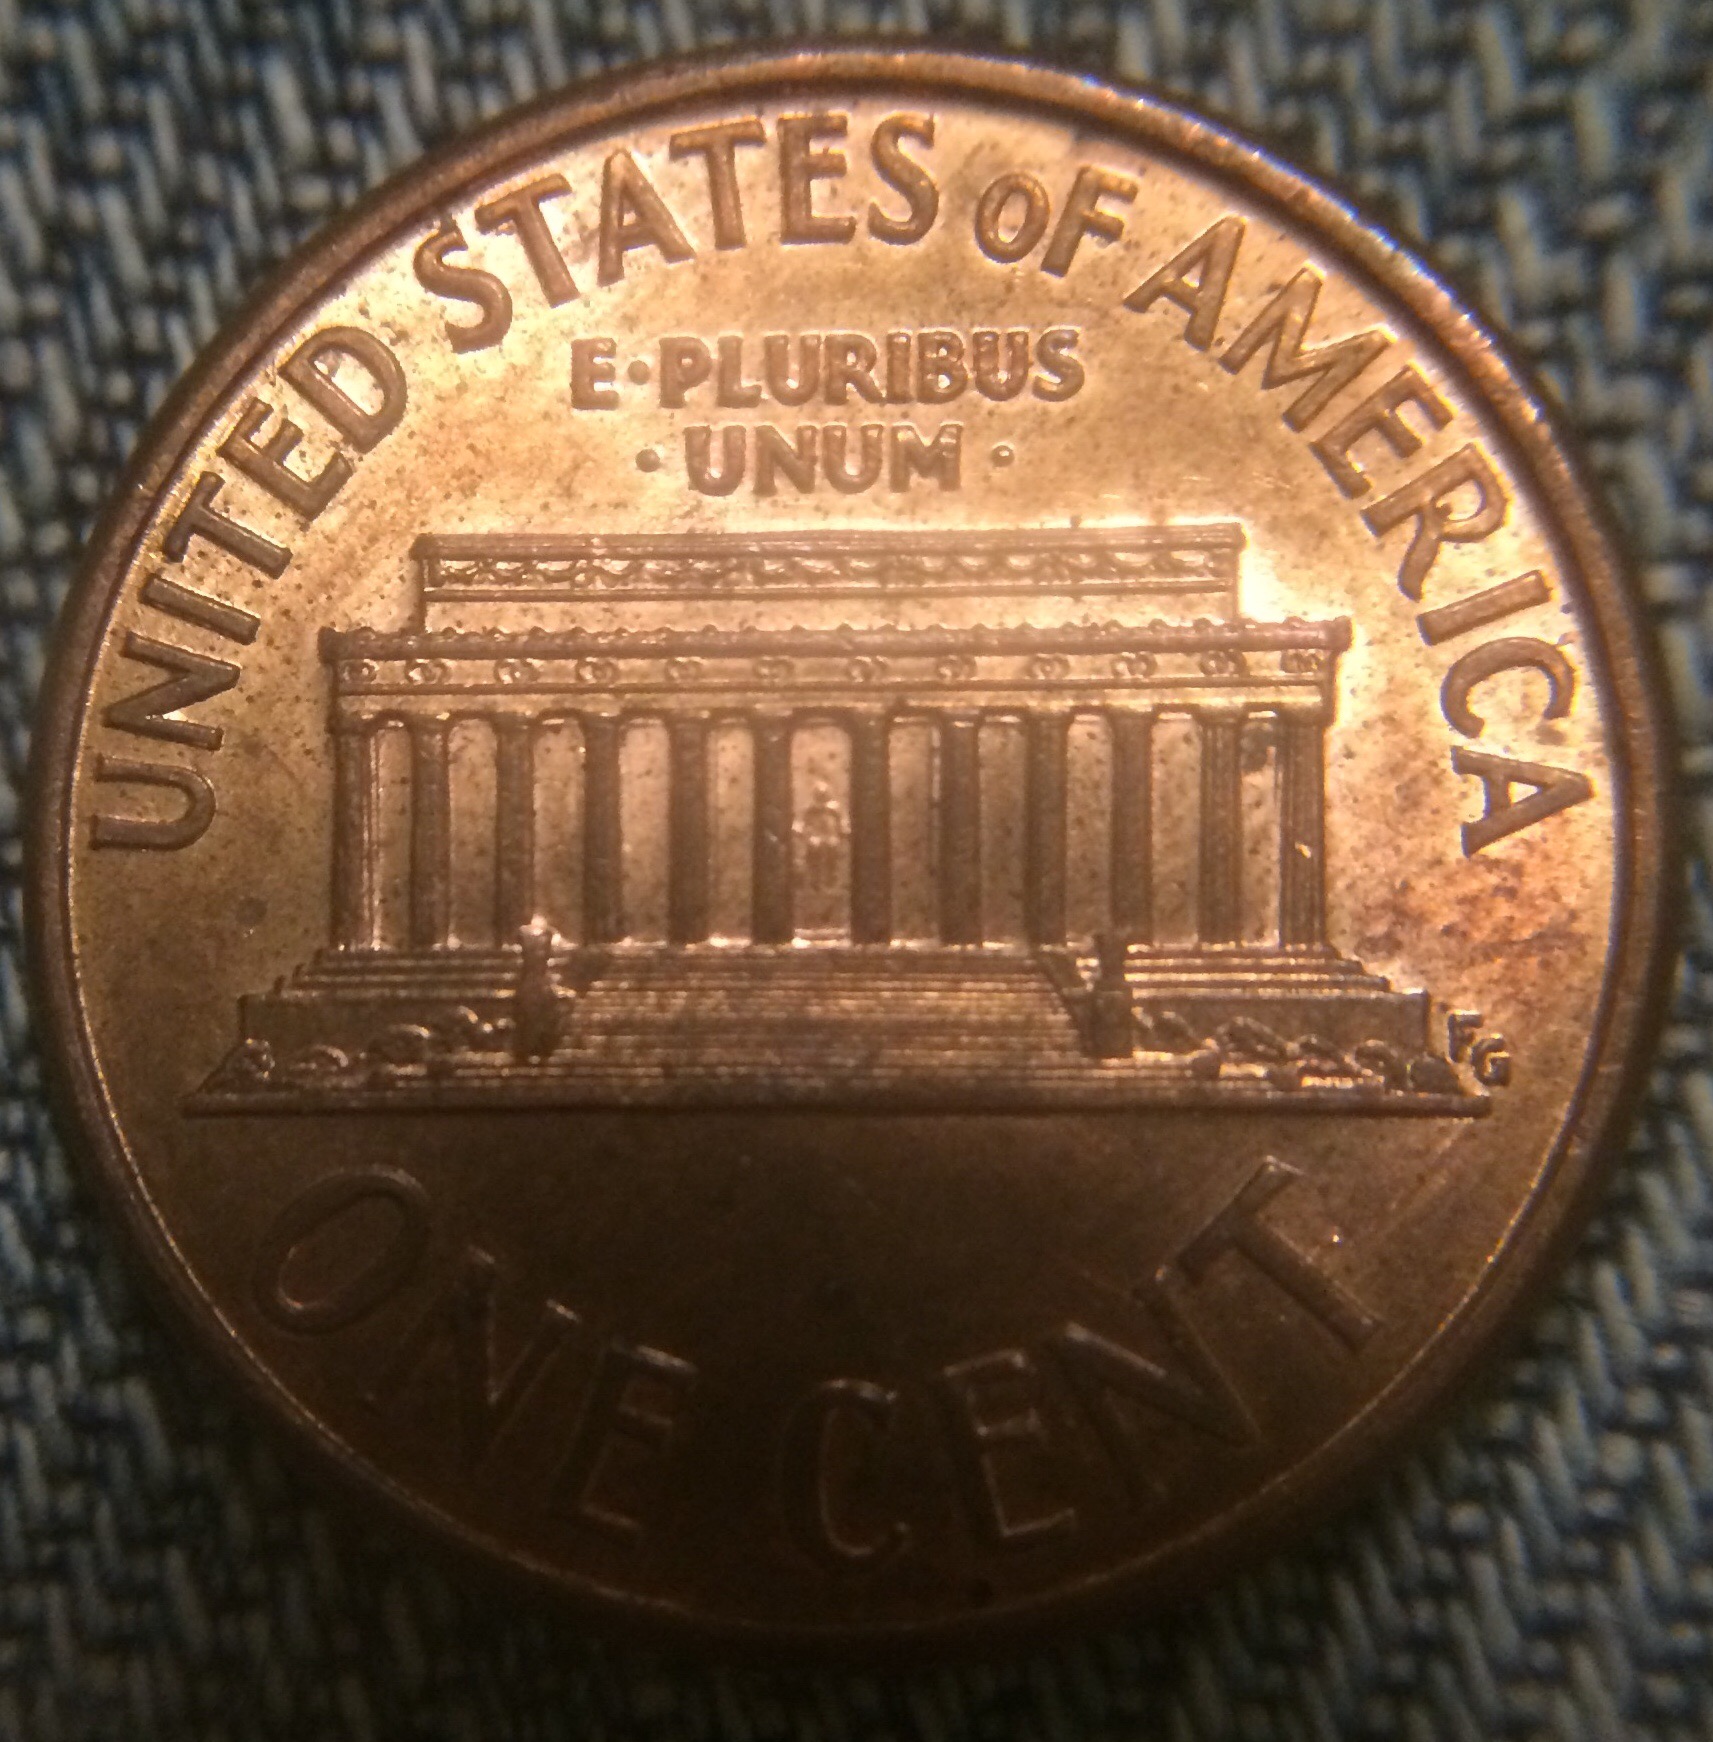 UNITED STATES OF AMERICA
E·PLURIBUS
·UNUM·
FG
ONE CENT